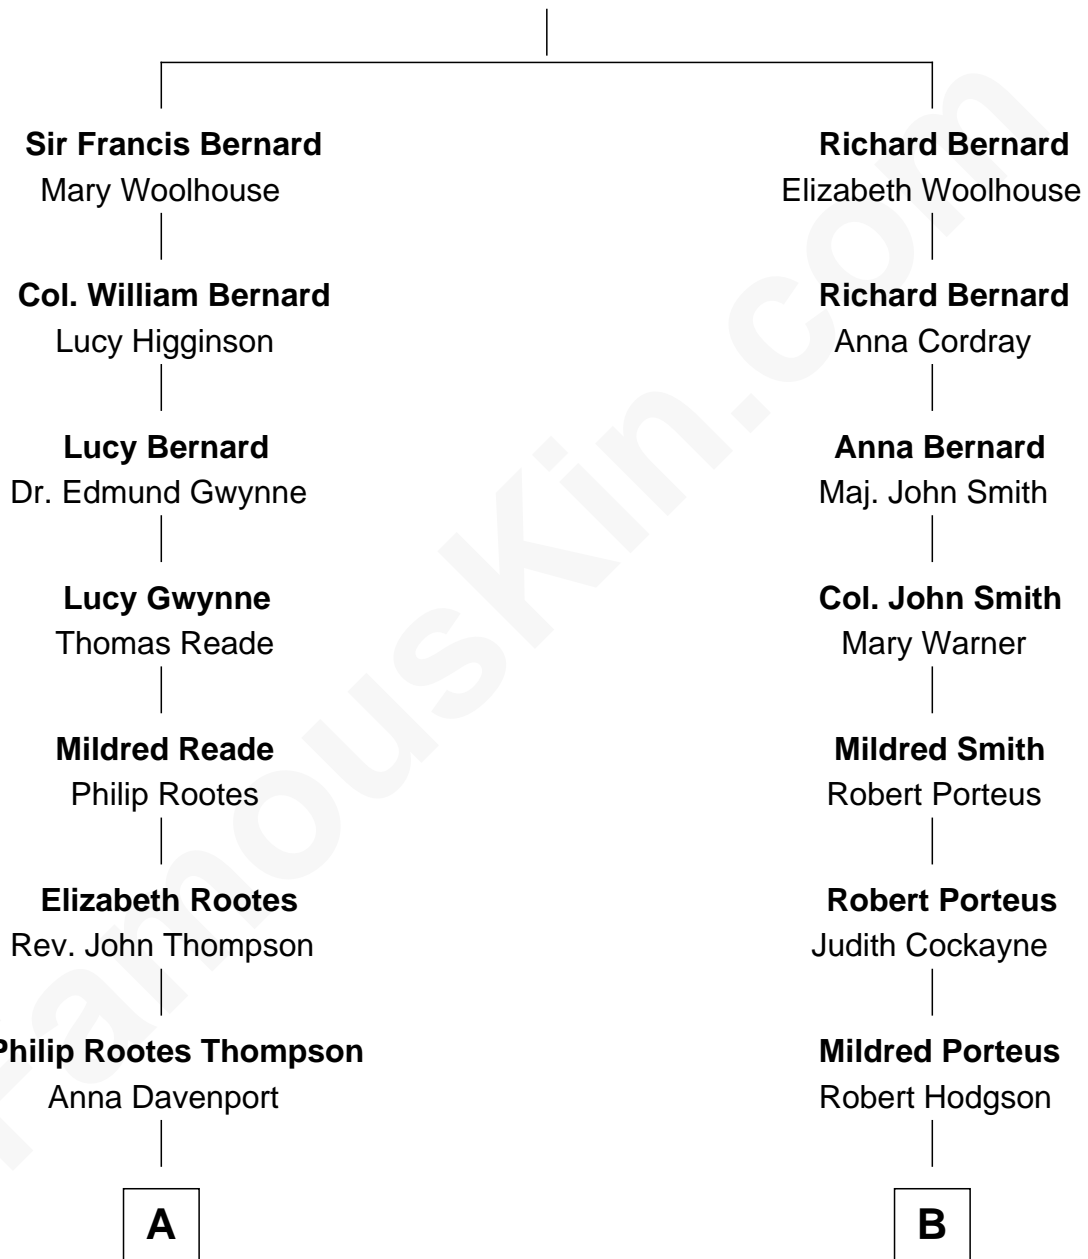 Sir Francis Bernard
Mary Woolhouse
Richard Bernard
Elizabeth Woolhouse
Col. William Bernard
Lucy Higginson
Richard Bernard
Anna Cordray
Lucy Bernard
Dr. Edmund Gwynne
Anna Bernard
Maj. John Smith
Lucy Gwynne
Thomas Reade
Col. John Smith
Mary Warner
Mildred Reade
Philip Rootes
Mildred Smith
Robert Porteus
Elizabeth Rootes
Rev. John Thompson
Robert Porteus
Judith Cockayne
Philip Rootes Thompson
Anna Davenport
Mildred Porteus
Robert Hodgson
A
B
FamousKin.com